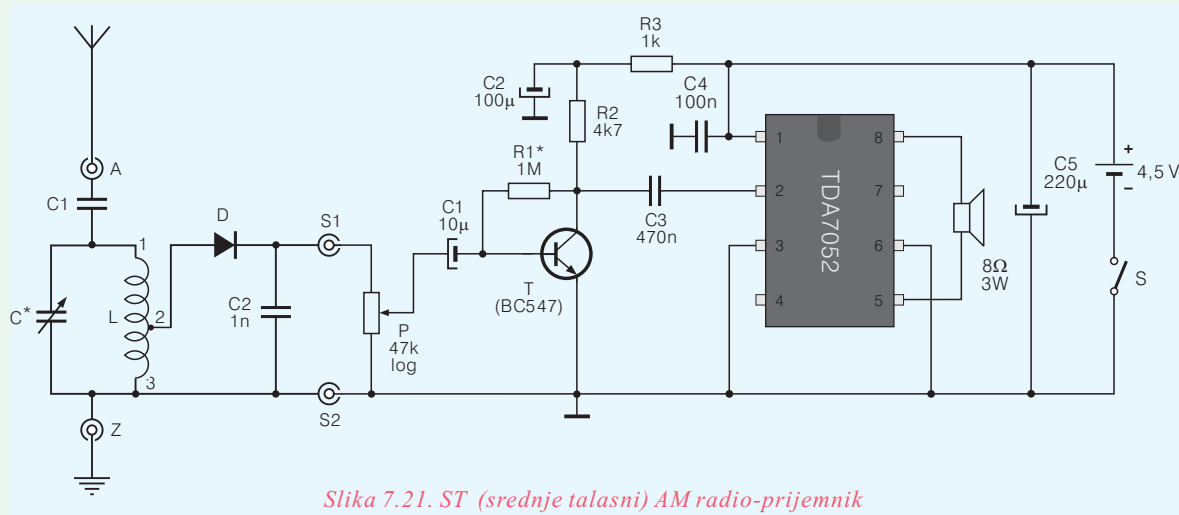 R3
1k
C2
100µ
C4
100n
R2
4k7
A
R1*
1M
1
8
C5
220µ
+
4,5 V
–
C1
D
S1
C1
10µ
2
7
TDA7052
C3
470n
1
3
6
8Ω
3W
S
C*
L
2
C2
1n
P
47k
log
T
(BC547)
4
5
3
S2
Z
Slika 7.21. ST (srednje talasni) AM radio-prijemnik